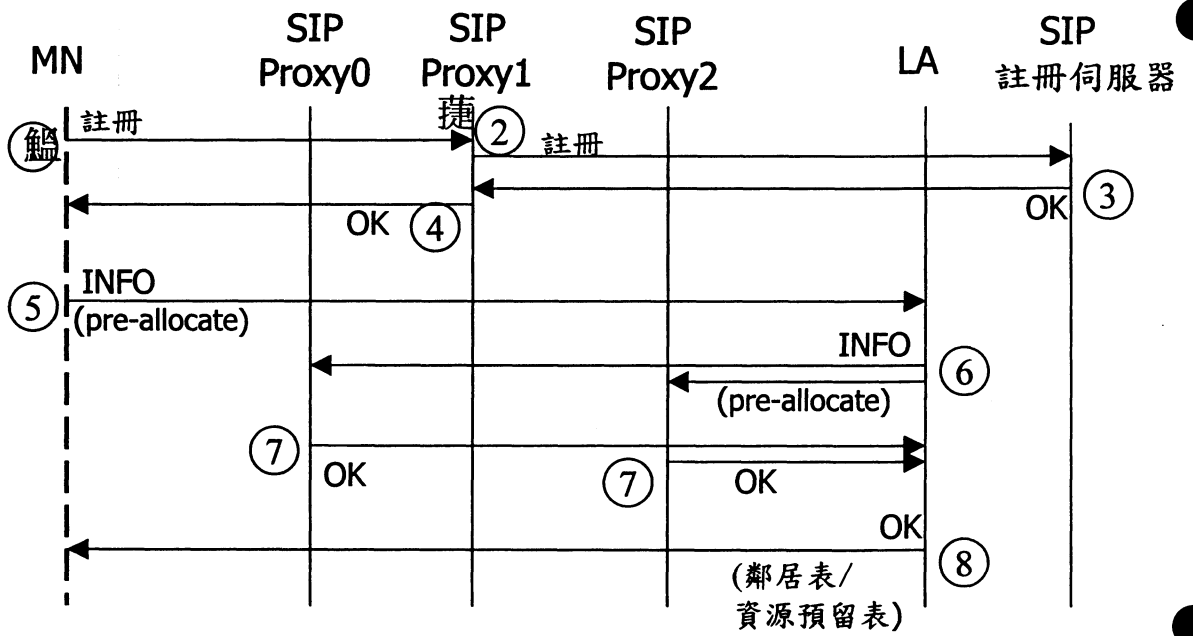 MN
SIP
Proxy0
SIP
Proxy1
SIP
Proxy2
LA
SIP
註冊伺服器
註冊
②
註冊
OK
③
OK
④
⑤
INFO
(pre-allocate)
INFO
⑥
(pre-allocate)
⑦
OK
⑦
OK
OK
⑧
(鄰居表/
資源預留表)